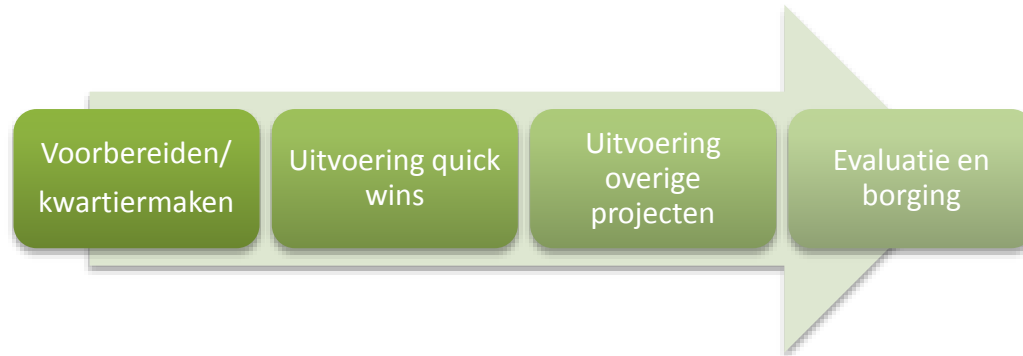 Voorbereiden/
kwartiermaken
Uitvoering quick
wins
Uitvoering
overige
projecten
Evaluatie en
borging